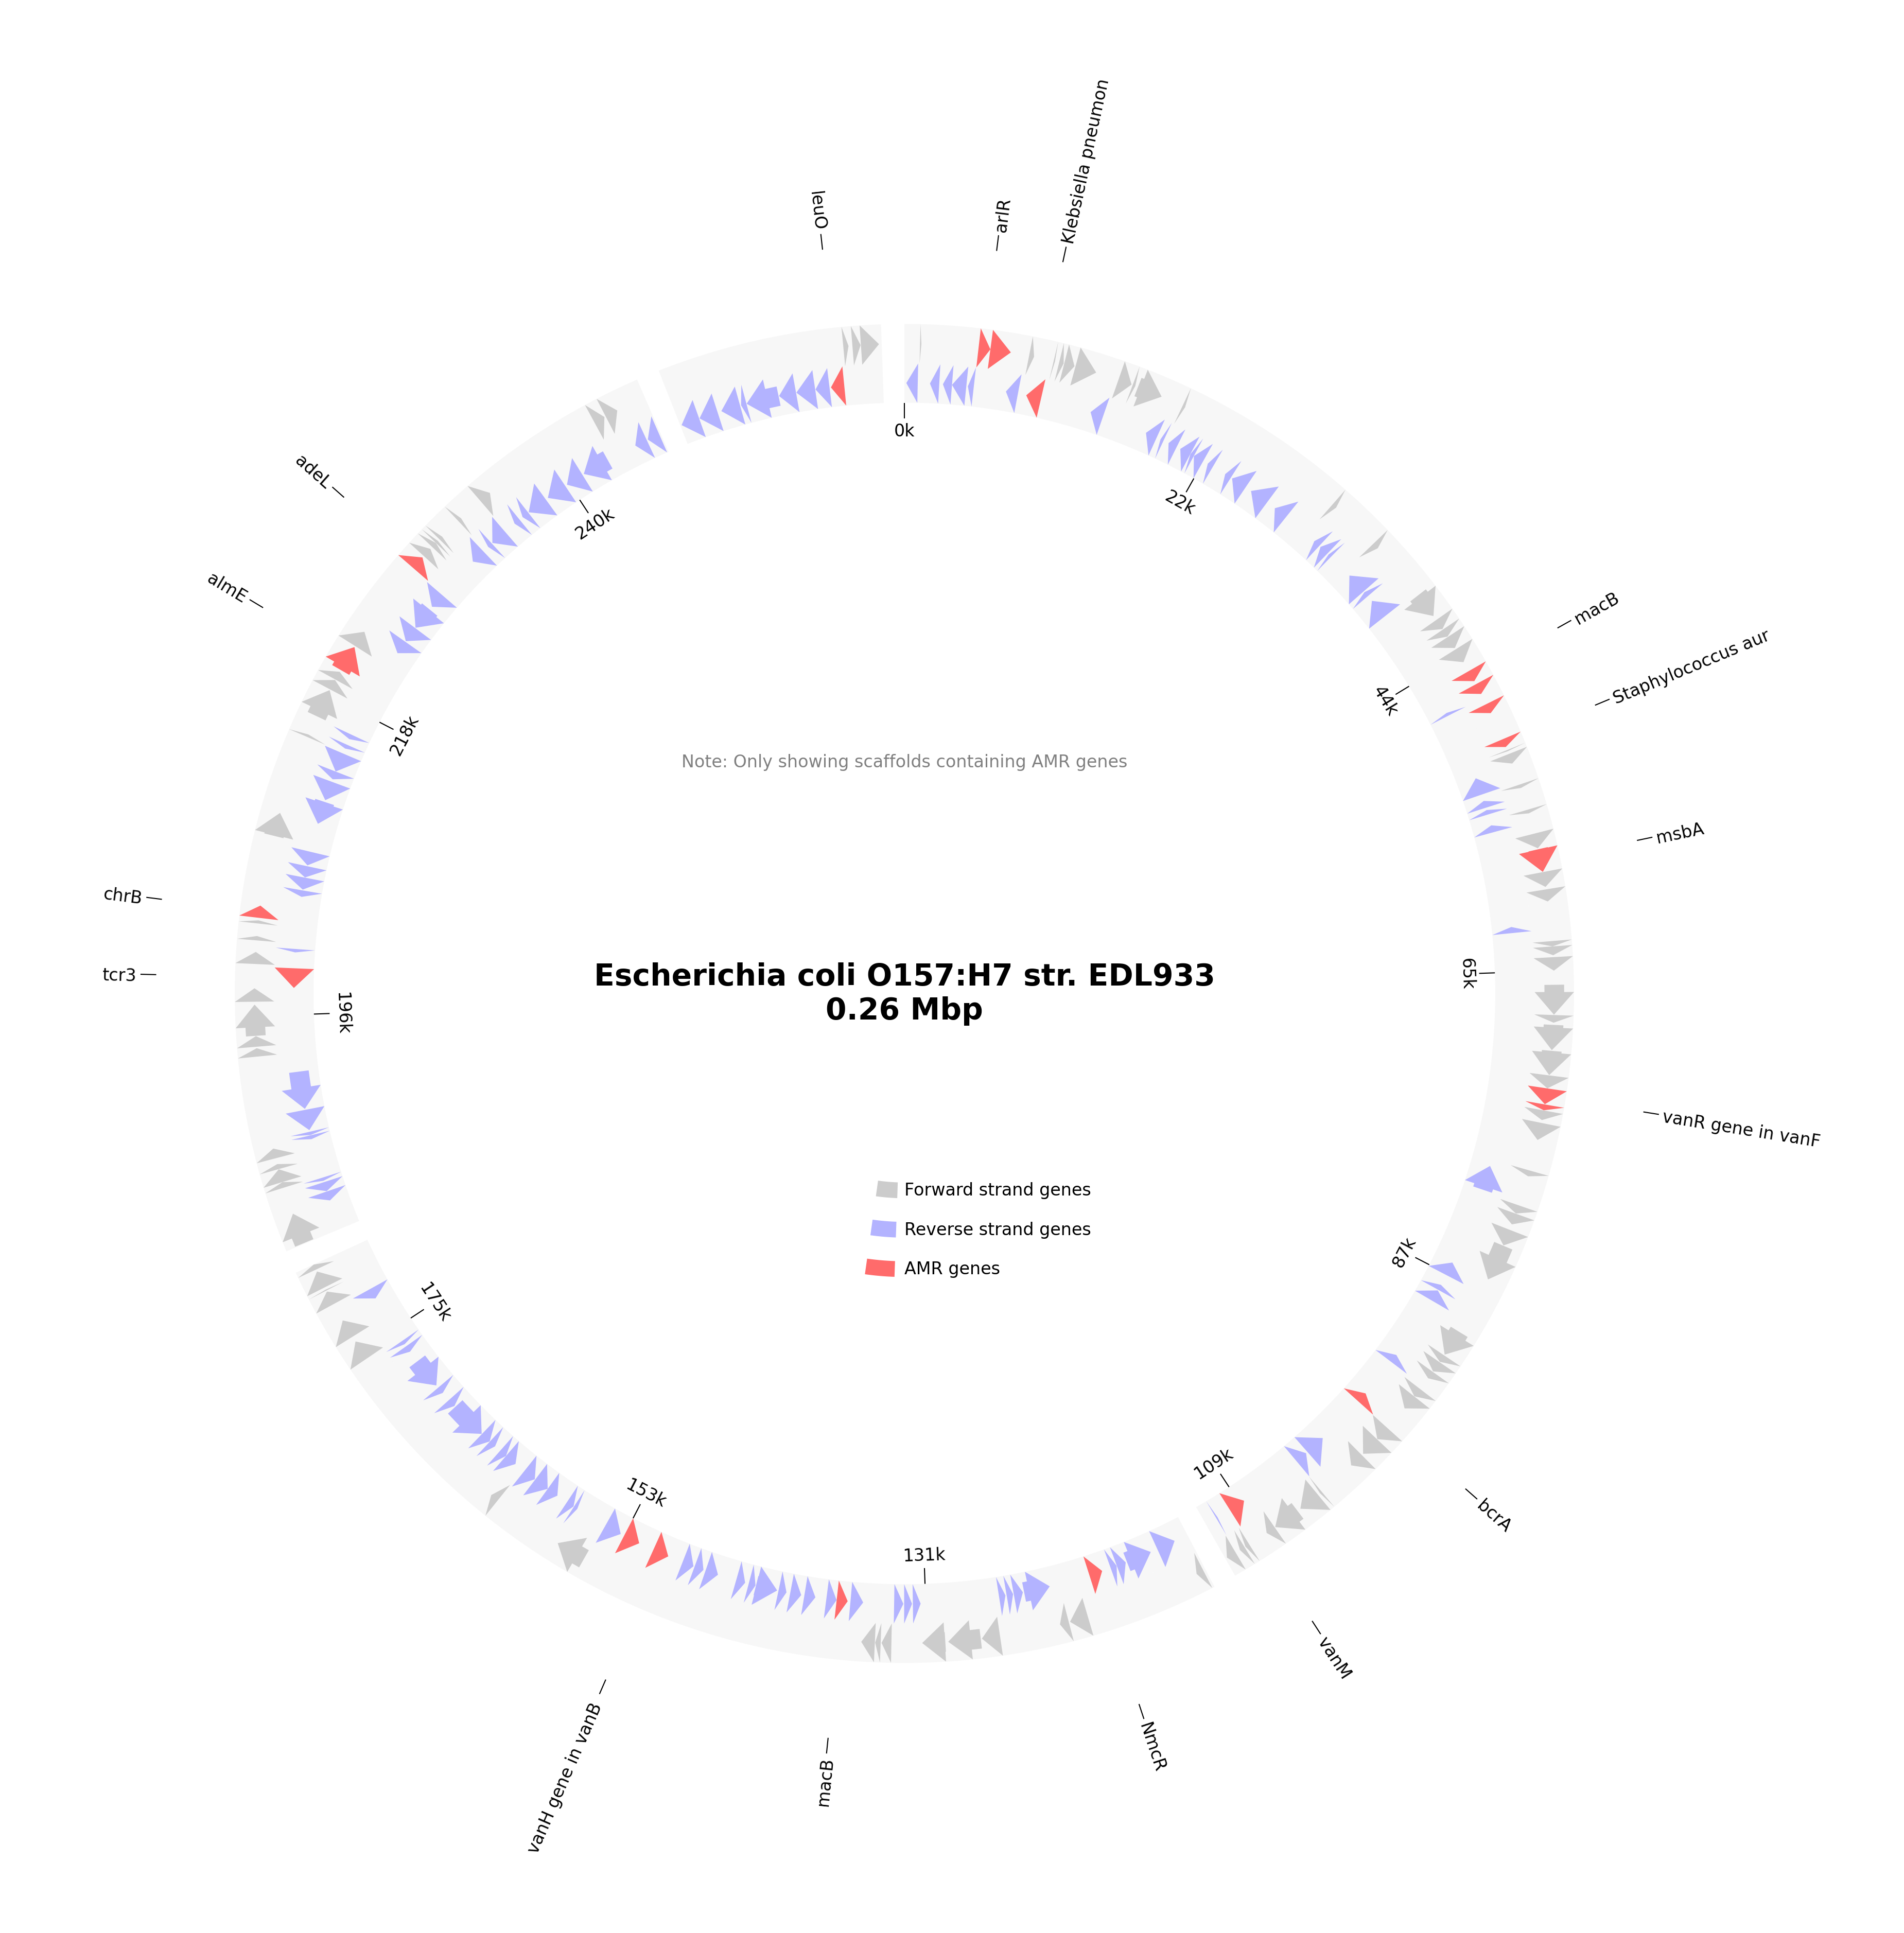 Klebsiella pneumon
arlR
leuO
0k
22k
adeL
240k
almE
macB
Staphylococcus aur
44k
218k
Note: Only showing scaffolds containing AMR genes
msbA
chrB
tcr3
65k
Escherichia coli O157:H7 str. EDL933
0.26 Mbp
196k
vanR gene in vanF
Forward strand genes
Reverse strand genes
AMR genes
87k
175k
109k
153k
131k
bcrA
vanM
NmcR
vanH gene in vanB
macB